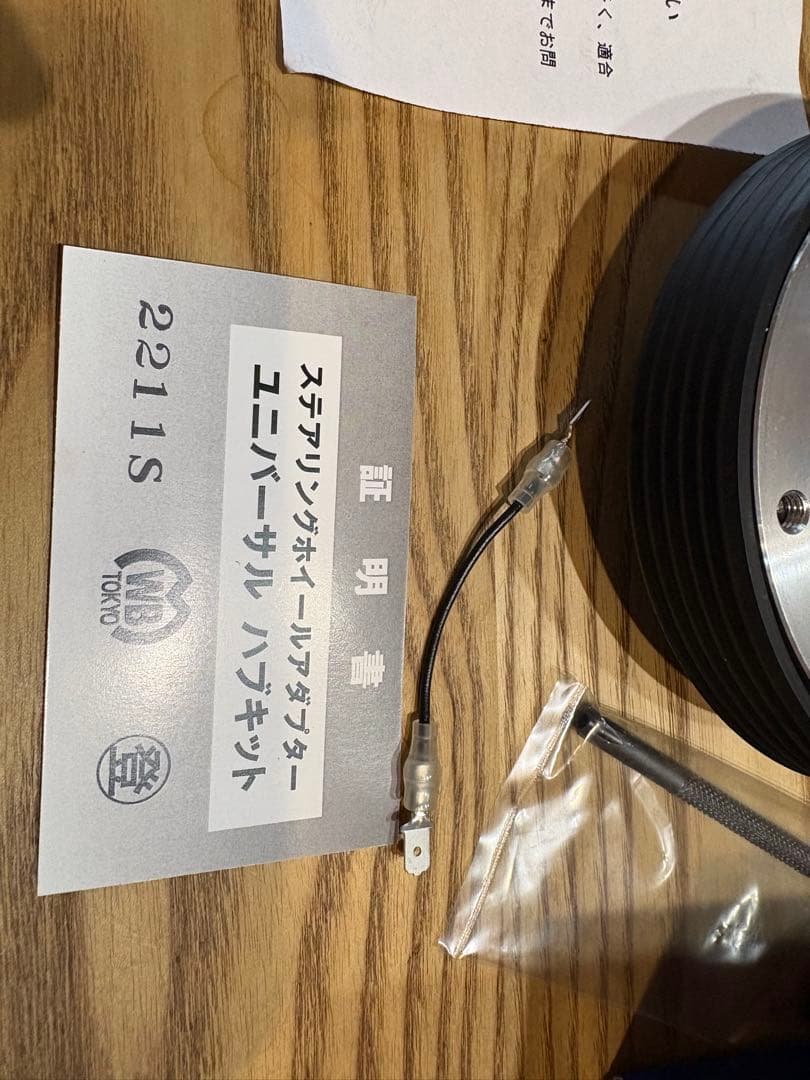 証明書
ステアリングホイールアダプター
ユニバーサル ハブキット
2211S
WB
TOKYO
登
い
く、適合
までお問